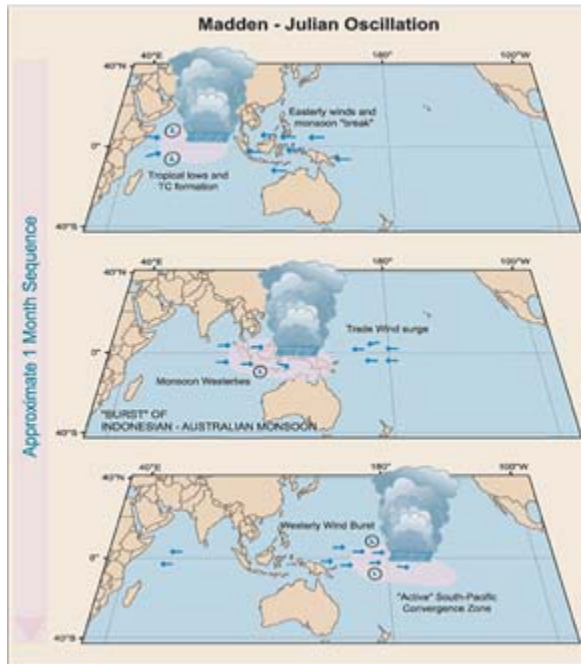 Madden - Julian Oscillation
Approximate 1 Month Sequence
40°E
180°
100°W
40°N
0°
40°S
Easterly winds and
monsoon "break"
L
L
Tropical lows and
TC formation
40°E
180°
100°W
40°N
0°
40°S
Trade Wind surge
L
Monsoon Westerlies
"BURST" OF
INDONESIAN - AUSTRALIAN MONSOON
40°E
180°
100°W
40°N
0°
40°S
Westerly Wind Burst
L
L
"Active" South-Pacific
Convergence Zone